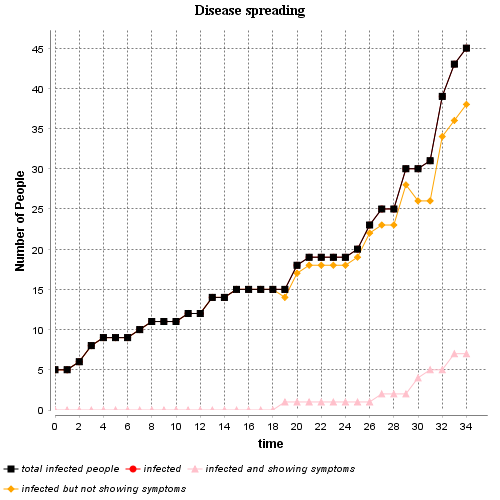 Disease spreading
Number of People
45
40
35
30
25
20
15
10
5
0
0 2 4 6 8 10 12 14 16 18 20 22 24 26 28 30 32 34
time
total infected people infected infected and showing symptoms
infected but not showing symptoms